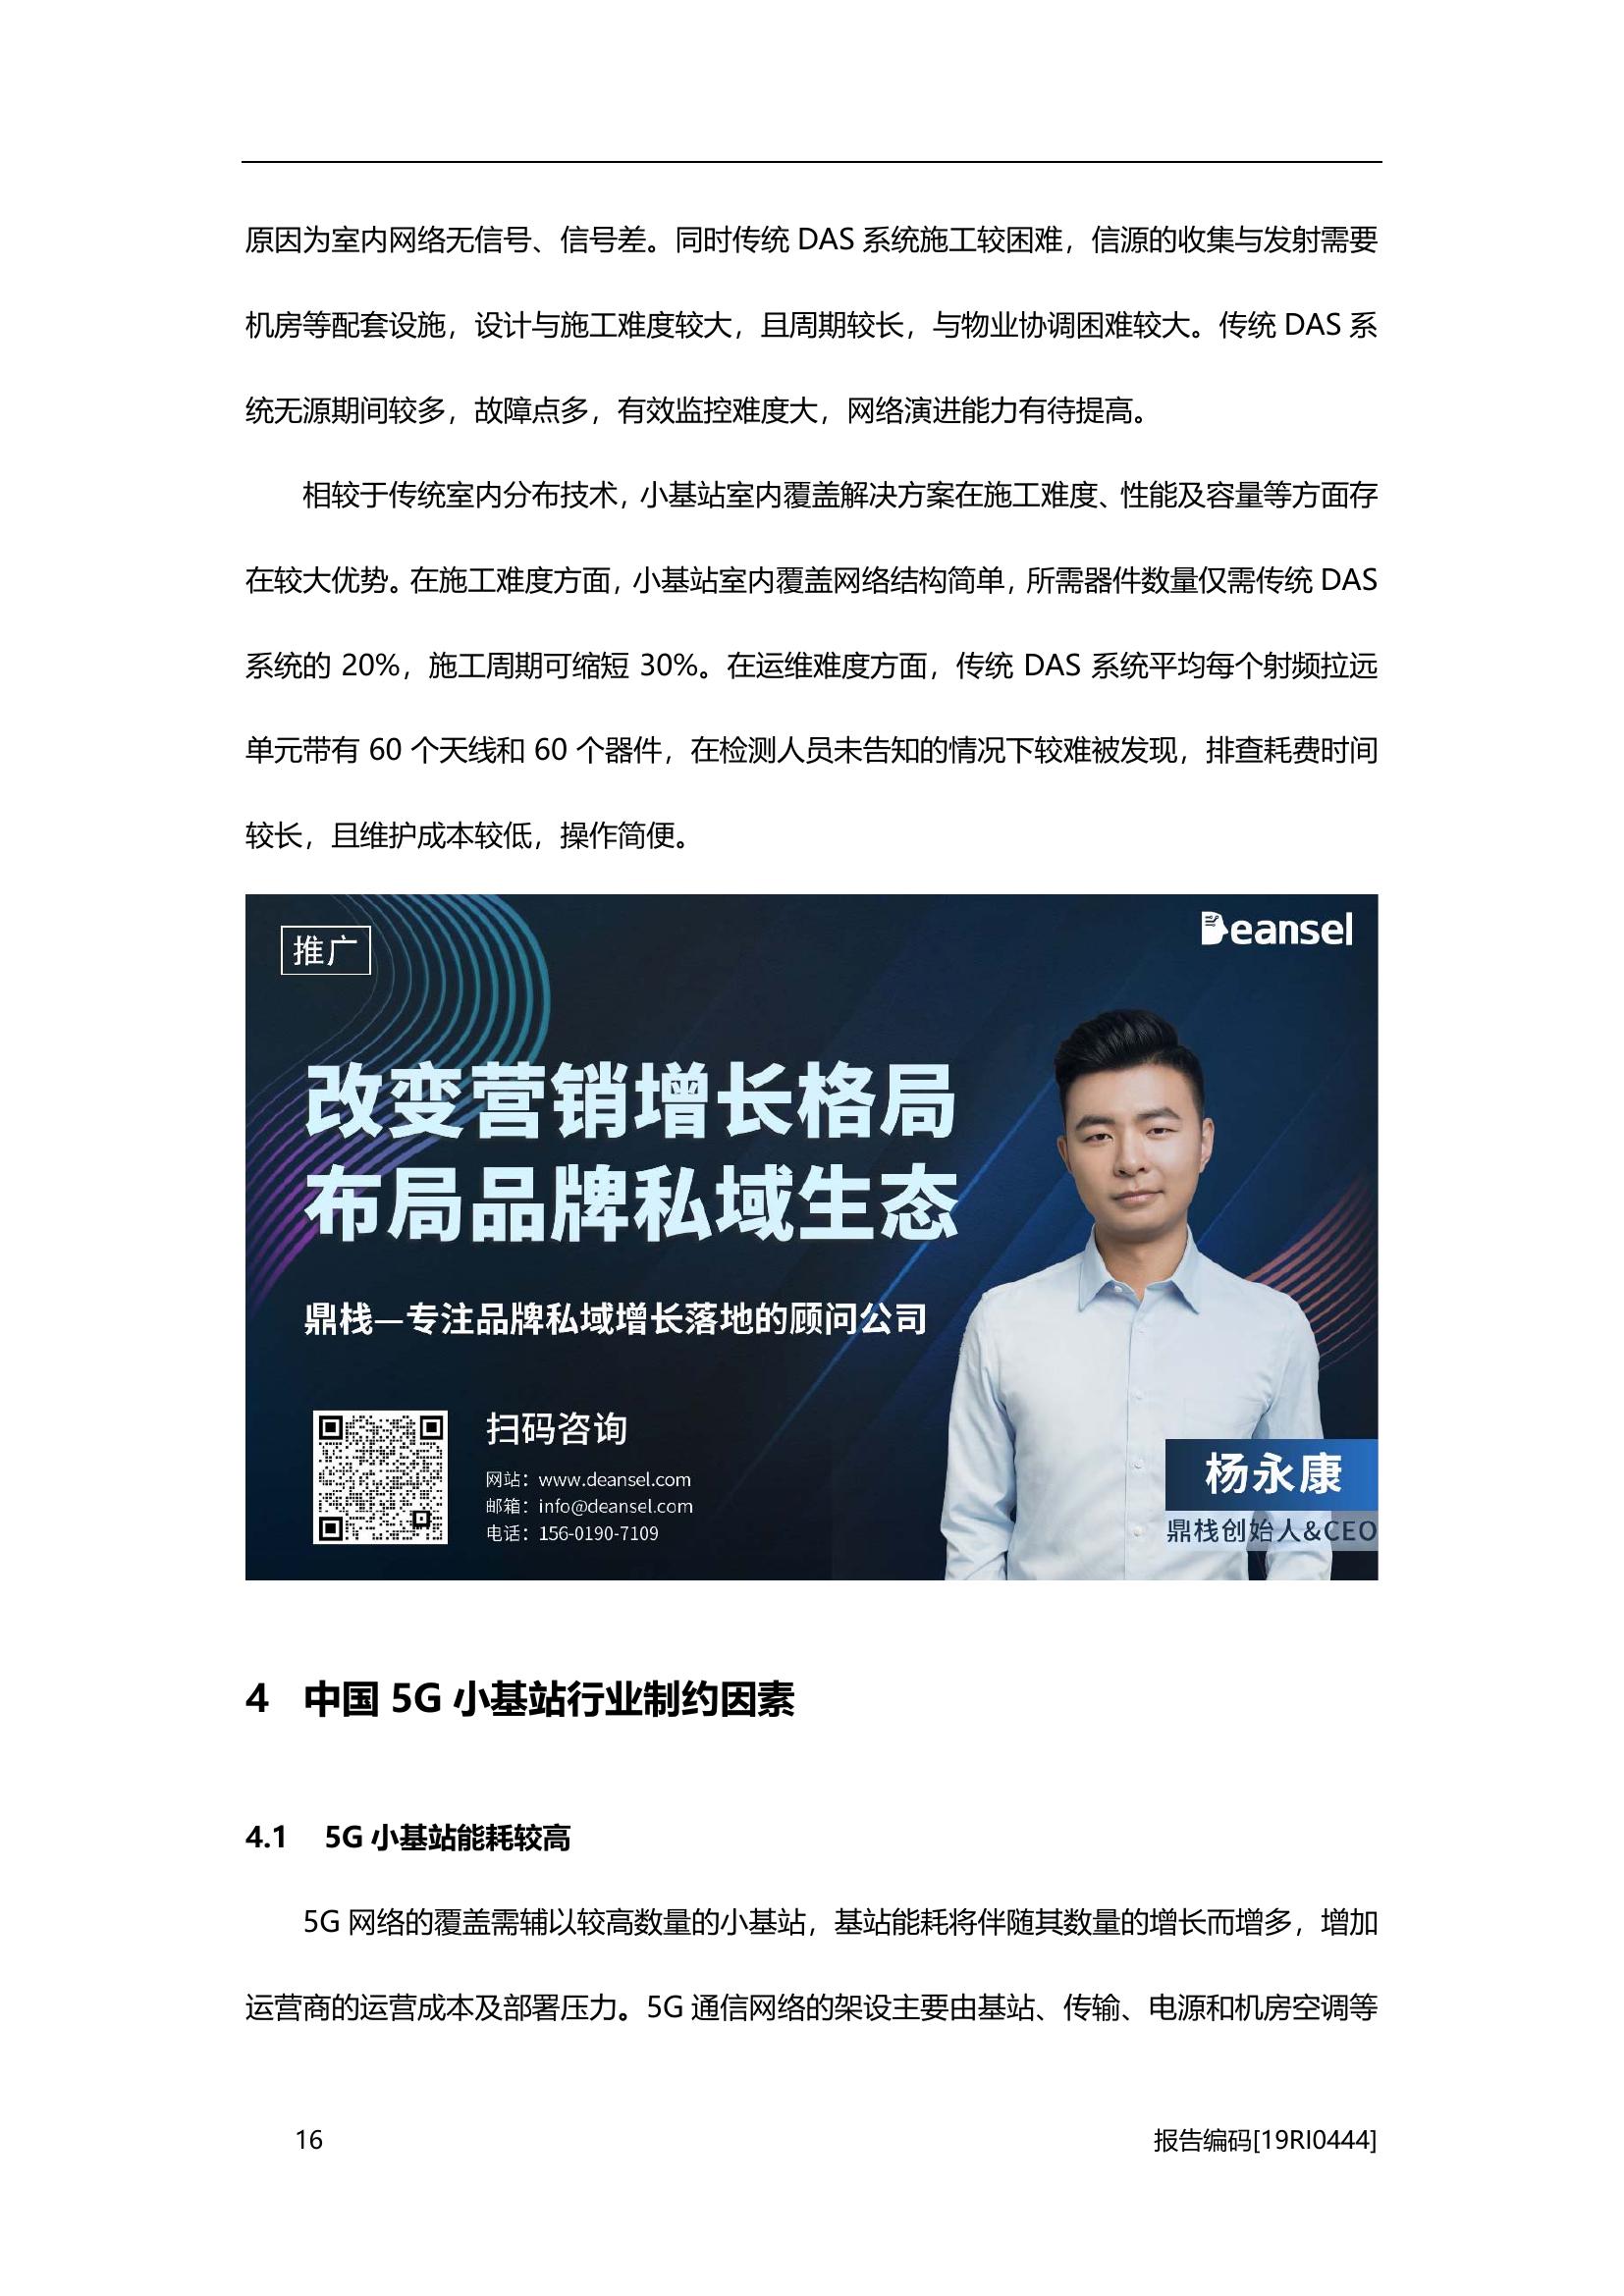 原因为室内网络无信号、信号差。同时传统 DAS 系统施工较困难，信源的收集与发射需要
机房等配套设施，设计与施工难度较大，且周期较长，与物业协调困难较大。传统 DAS 系
统无源期间较多，故障点多，有效监控难度大，网络演进能力有待提高。
相较于传统室内分布技术，小基站室内覆盖解决方案在施工难度、性能及容量等方面存
在较大优势。在施工难度方面，小基站室内覆盖网络结构简单，所需器件数量仅需传统 DAS
系统的 20%，施工周期可缩短 30%。在运维难度方面，传统 DAS 系统平均每个射频拉远
单元带有 60 个天线和 60 个器件，在检测人员未告知的情况下较难被发现，排查耗费时间
较长，且维护成本较低，操作简便。
推广
Deansel
改变营销增长格局
布局品牌私域生态
鼎栈—专注品牌私域增长落地的顾问公司
扫码咨询
网站：www.deansel.com
邮箱：info@deansel.com
电话：156-0190-7109
杨永康
鼎栈创始人&CEO
4 中国 5G 小基站行业制约因素
4.1 5G 小基站能耗较高
5G 网络的覆盖需辅以较高数量的小基站，基站能耗将伴随其数量的增长而增多，增加
运营商的运营成本及部署压力。5G 通信网络的架设主要由基站、传输、电源和机房空调等
16
报告编码[19RI0444]